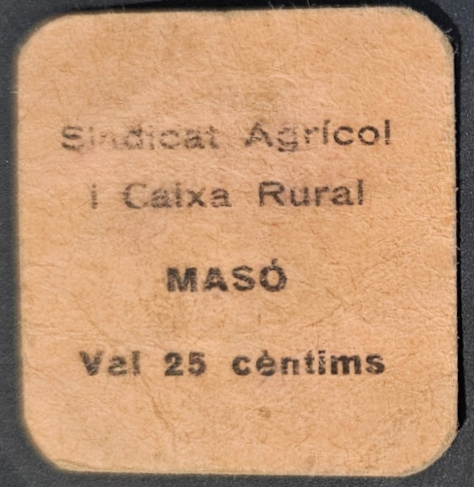 Sindicat Agrícol
i Caixa Rural
MASÓ
Val 25 cèntims